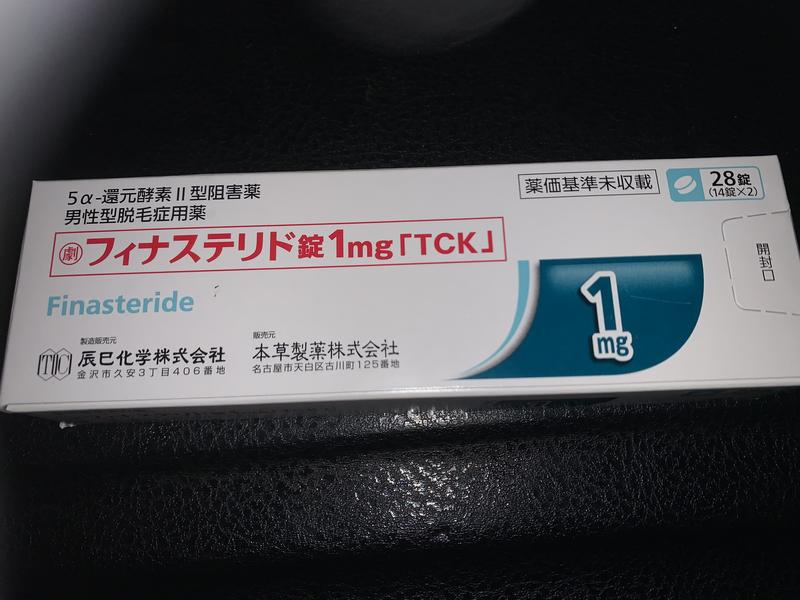 5α-還元酵素Ⅱ型阻害薬
男性型脱毛症用薬
薬価基準未収載
28錠
(14錠×2)
劇 フィナステリド錠1mg「TCK」
開封口
Finasteride
1
mg
製造販売元
TKC 辰巳化学株式会社
金沢市久安3丁目406番地
販売元
本草製薬株式会社
名古屋市天白区古川町125番地